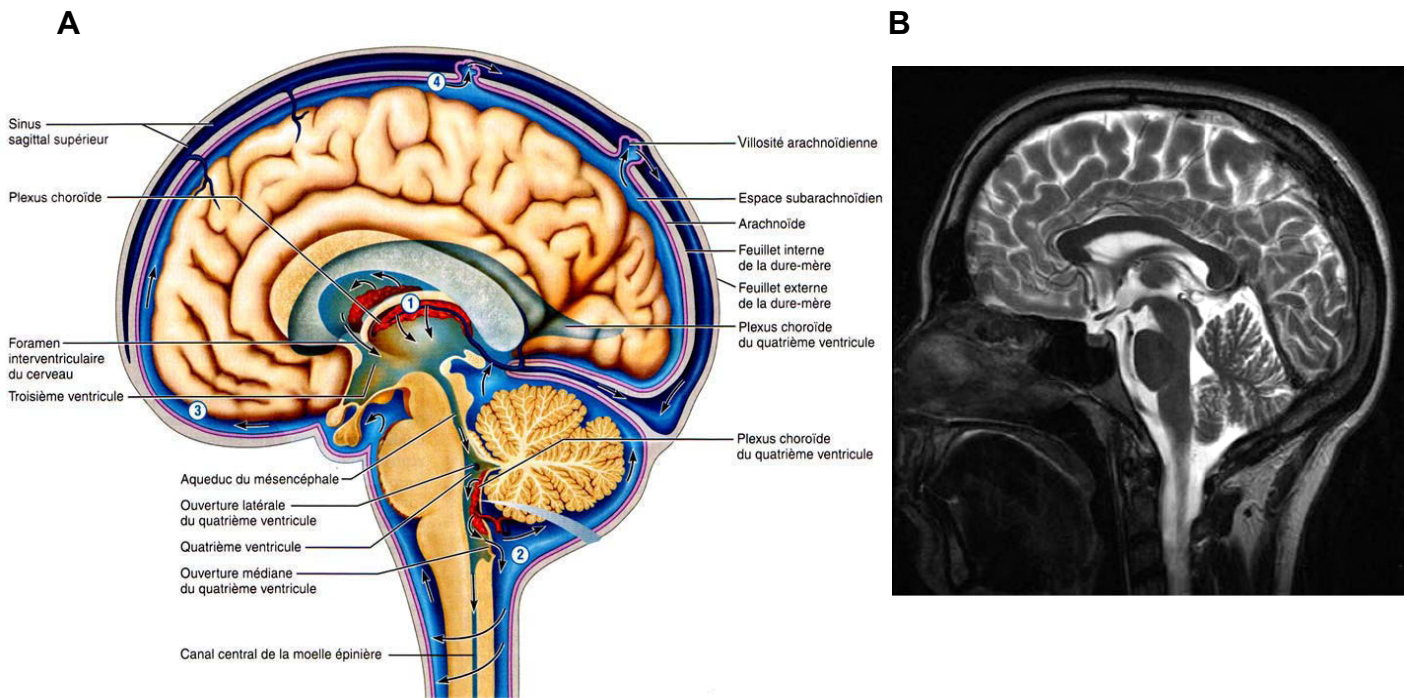 A
B
Sinus
sagittal supérieur
Plexus choroïde
Foramen
interventriculaire
du cerveau
Troisième ventricule
Aqueduc du mésencéphale
Ouverture latérale
du quatrième ventricule
Quatrième ventricule
Ouverture médiane
du quatrième ventricule
Canal central de la moelle épinière
4
1
3
2
Villosité arachnoïdienne
Espace subarachnoïdien
Arachnoïde
Feuillet interne
de la dure-mère
Feuillet externe
de la dure-mère
Plexus choroïde
du quatrième ventricule
Plexus choroïde
du quatrième ventricule